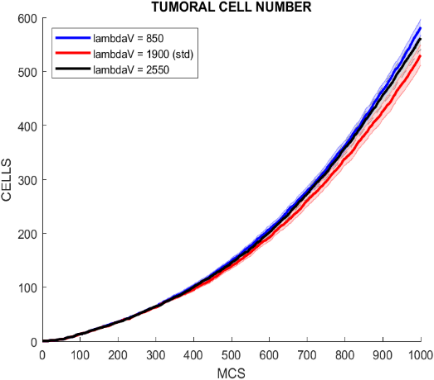 TUMORAL CELL NUMBER
lambdaV = 850
lambdaV = 1900 (std)
lambdaV = 2550
600
500
400
300
200
100
0
CELLS
0 100 200 300 400 500 600 700 800 900 1000
MCS